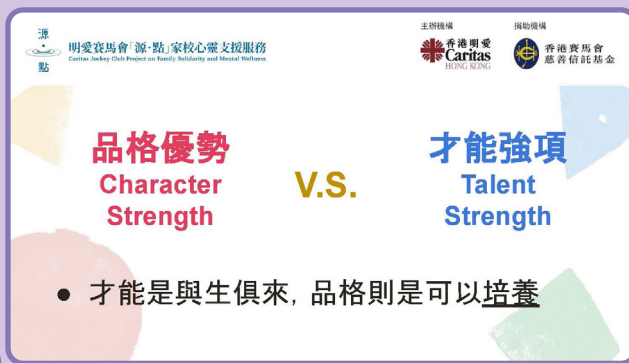 源
點
明愛賽馬會「源·點」家校心靈支援服務
Caritas Jockey Club Project on Family Solidarity and Mental Wellness
主辦機構
香港明愛
Caritas
HONG KONG
捐助機構
香港賽馬會
慈善信託基金
品格優勢
Character
Strength
V.S.
才能強項
Talent
Strength
● 才能是與生俱來, 品格則是可以培養